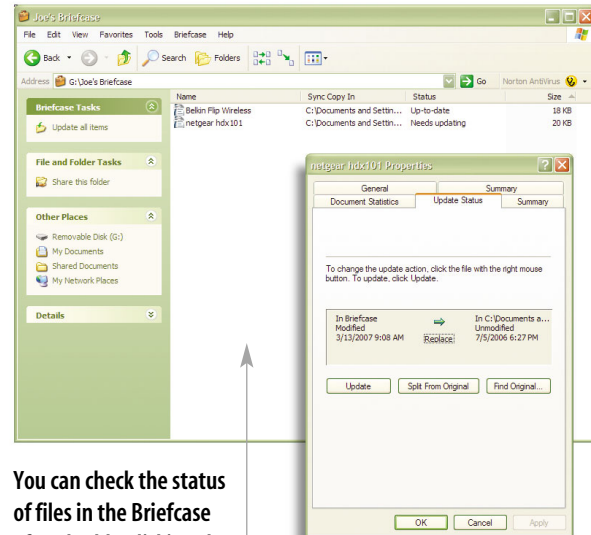 Joe's Briefcase
File Edit View Favorites Tools Briefcase Help
Back Search Folders
Address G:\Joe's Briefcase Go Norton AntiVirus
Briefcase Tasks
Update all items
File and Folder Tasks
Share this folder
Other Places
Removable Disk (G:)
My Documents
Shared Documents
My Network Places
Details
Name Sync Copy In Status Size
Belkin Flip Wireless C:\Documents and Settin... Up-to-date 18 KB
netgear hdx101 C:\Documents and Settin... Needs updating 20 KB
netgear hdx101 Properties
General Summary
Document Statistics Update Status Summary
To change the update action, click the file with the right mouse
button. To update, click Update.
In Briefcase
Modified
3/13/2007 9:08 AM
Replace
In C:\Documents a...
Unmodified
7/5/2006 6:27 PM
Update Split From Original Find Original...
OK Cancel Apply
You can check the status
of files in the Briefcase